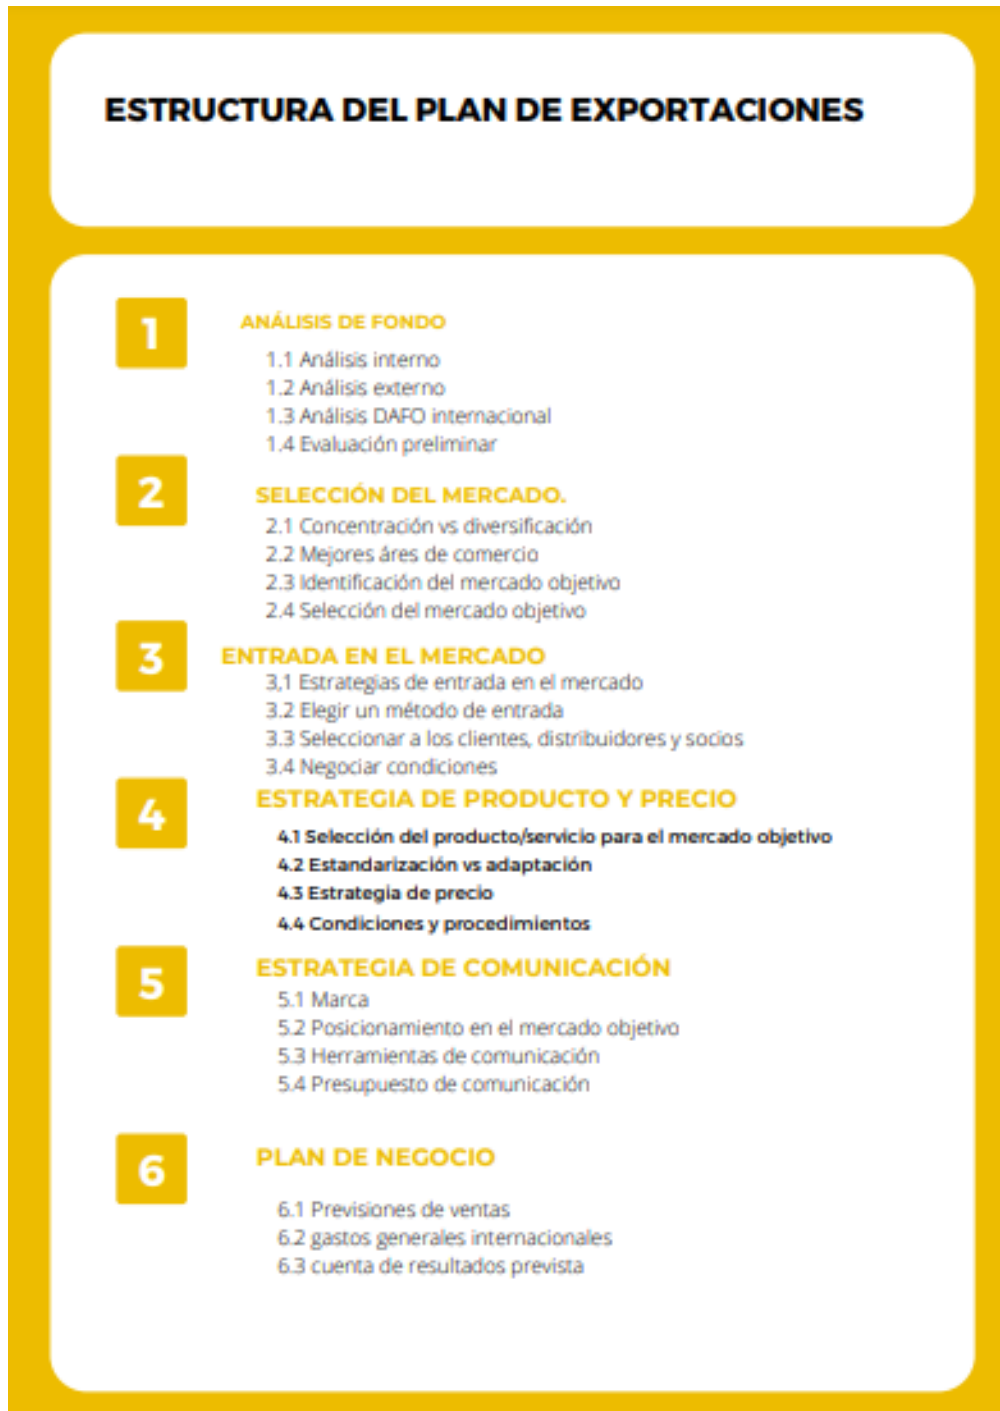 ESTRUCTURA DEL PLAN DE EXPORTACIONES
1
ANÁLISIS DE FONDO
1.1 Análisis interno
1.2 Análisis externo
1.3 Análisis DAFO internacional
1.4 Evaluación preliminar
2
SELECCIÓN DEL MERCADO.
2.1 Concentración vs diversificación
2.2 Mejores áres de comercio
2.3 Identificación del mercado objetivo
2.4 Selección del mercado objetivo
3
ENTRADA EN EL MERCADO
3,1 Estrategias de entrada en el mercado
3.2 Elegir un método de entrada
3.3 Seleccionar a los clientes, distribuidores y socios
3.4 Negociar condiciones
4
ESTRATEGIA DE PRODUCTO Y PRECIO
4.1 Selección del producto/servicio para el mercado objetivo
4.2 Estandarización vs adaptación
4.3 Estrategia de precio
4.4 Condiciones y procedimientos
5
ESTRATEGIA DE COMUNICACIÓN
5.1 Marca
5.2 Posicionamiento en el mercado objetivo
5.3 Herramientas de comunicación
5.4 Presupuesto de comunicación
6
PLAN DE NEGOCIO
6.1 Previsiones de ventas
6.2 gastos generales internacionales
6.3 cuenta de resultados prevista